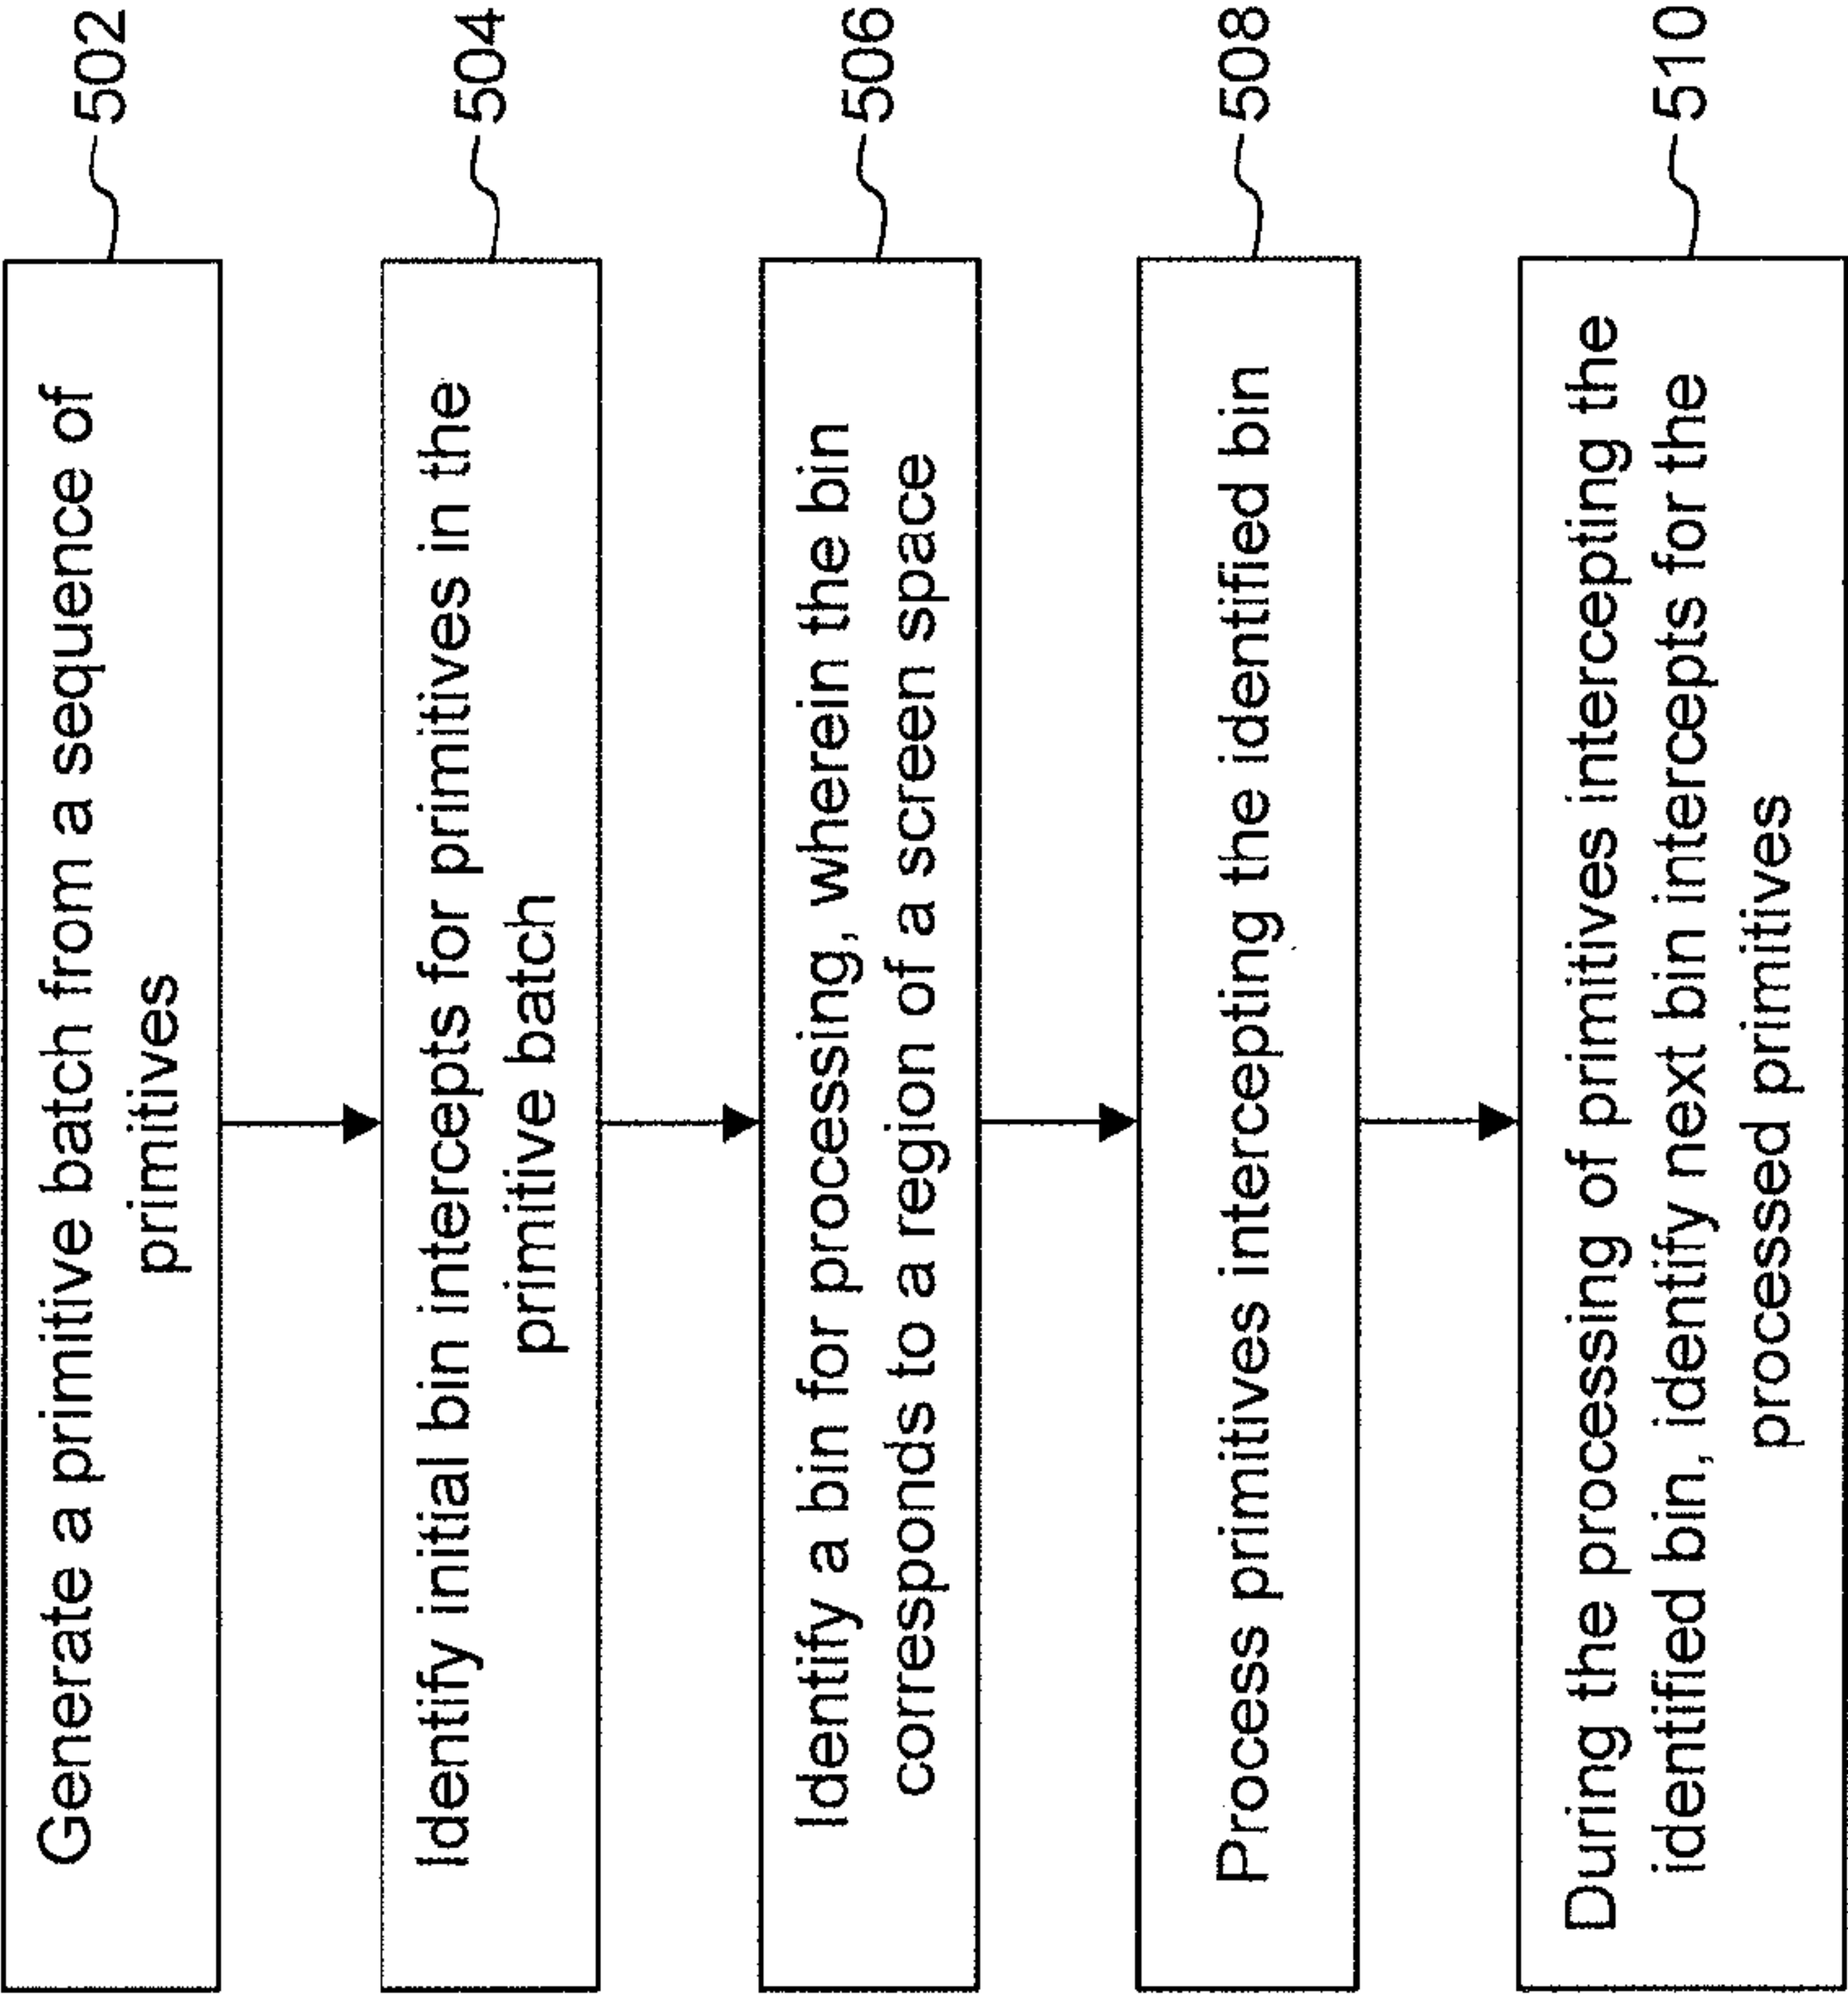 Generate a primitive batch from a sequence of
primitives
502
Identify initial bin intercepts for primitives in the
primitive batch
504
Identify a bin for processing, wherein the bin
corresponds to a region of a screen space
506
Process primitives intercepting the identified bin
508
During the processing of primitives intercepting the
identified bin, identify next bin intercepts for the
processed primitives
510